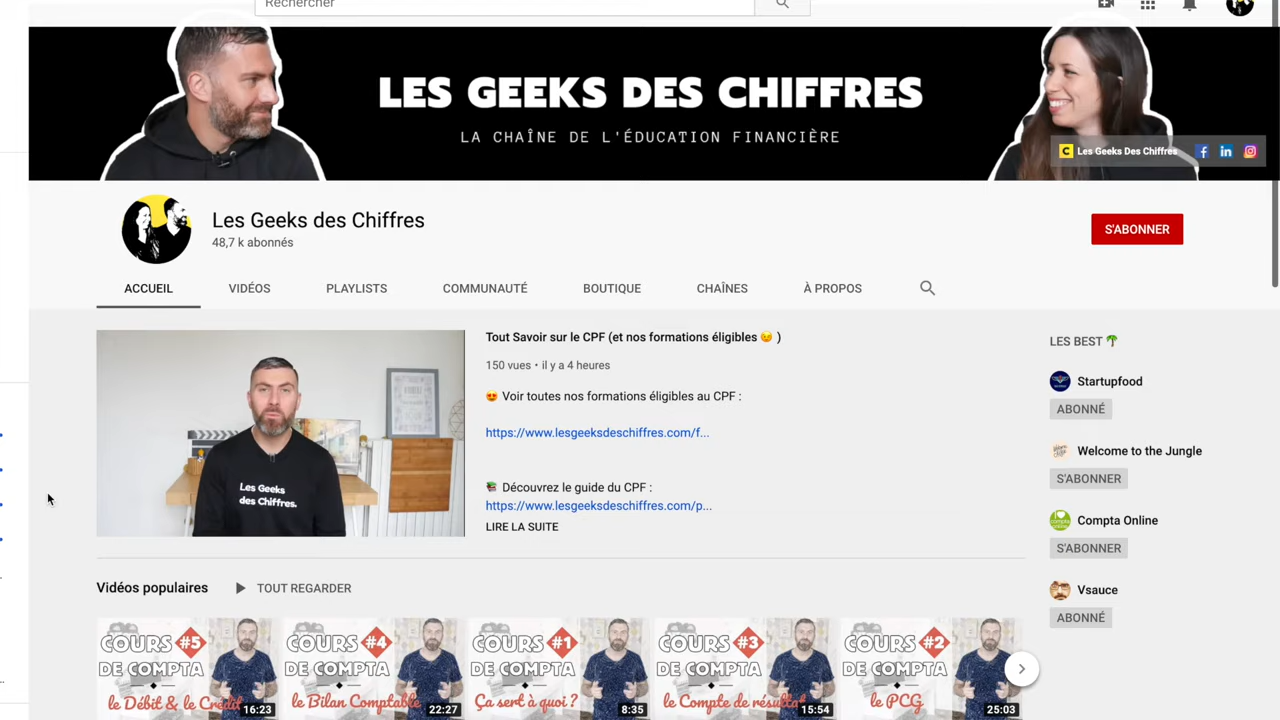 Rechercher
LES GEEKS DES CHIFFRES
LA CHAÎNE DE L'ÉDUCATION FINANCIÈRE
Les Geeks Des Chiffres
Les Geeks des Chiffres
48,7 k abonnés
S'ABONNER
ACCUEIL
VIDÉOS
PLAYLISTS
COMMUNAUTÉ
BOUTIQUE
CHAÎNES
À PROPOS
Les Geeks
des Chiffres.
Tout Savoir sur le CPF (et nos formations éligibles 😉 )
150 vues • il y a 4 heures
😍 Voir toutes nos formations éligibles au CPF :
https://www.lesgeeksdeschiffres.com/f...
📚 Découvrez le guide du CPF :
https://www.lesgeeksdeschiffres.com/p...
LIRE LA SUITE
LES BEST 🌴
Startupfood
ABONNÉ
Welcome to the Jungle
S'ABONNER
Compta Online
S'ABONNER
Vsauce
ABONNÉ
Vidéos populaires
TOUT REGARDER
COURS #5
DE COMPTA
le Débit & le Crédit
16:23
COURS #4
DE COMPTA
le Bilan Comptable
22:27
COURS #1
DE COMPTA
Ça sert à quoi ?
8:35
COURS #3
DE COMPTA
le Compte de résultat
15:54
COURS #2
DE COMPTA
le PCG
25:03